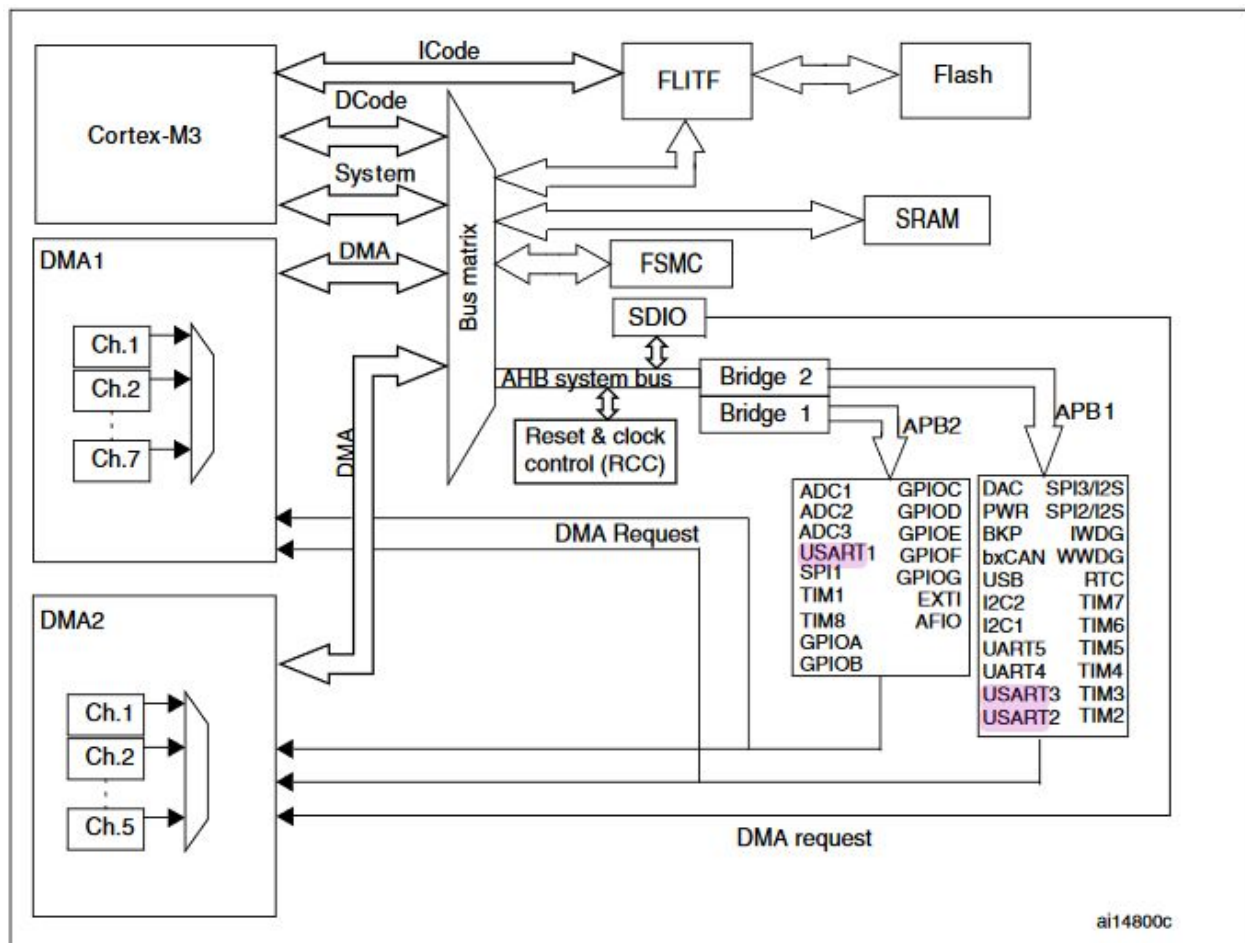 ICode
FLITF
Flash
Cortex-M3
DCode
System
SRAM
DMA1
DMA
FSMC
Bus matrix
SDIO
Ch.1
Ch.2
Ch.7
AHB system bus
Bridge 2
Bridge 1
APB2
APB1
Reset & clock
control (RCC)
DMA
DMA Request
ADC1 GPIOC
ADC2 GPIOD
ADC3 GPIOE
USART1 GPIOF
SPI1 GPIOG
TIM1 EXTI
TIM8 AFIO
GPIOA
GPIOB
DAC SPI3/I2S
PWR SPI2/I2S
BKP IWDG
bxCAN WWDG
USB RTC
I2C2 TIM7
I2C1 TIM6
UART5 TIM5
UART4 TIM4
USART3 TIM3
USART2 TIM2
DMA2
Ch.1
Ch.2
Ch.5
DMA request
ai14800c